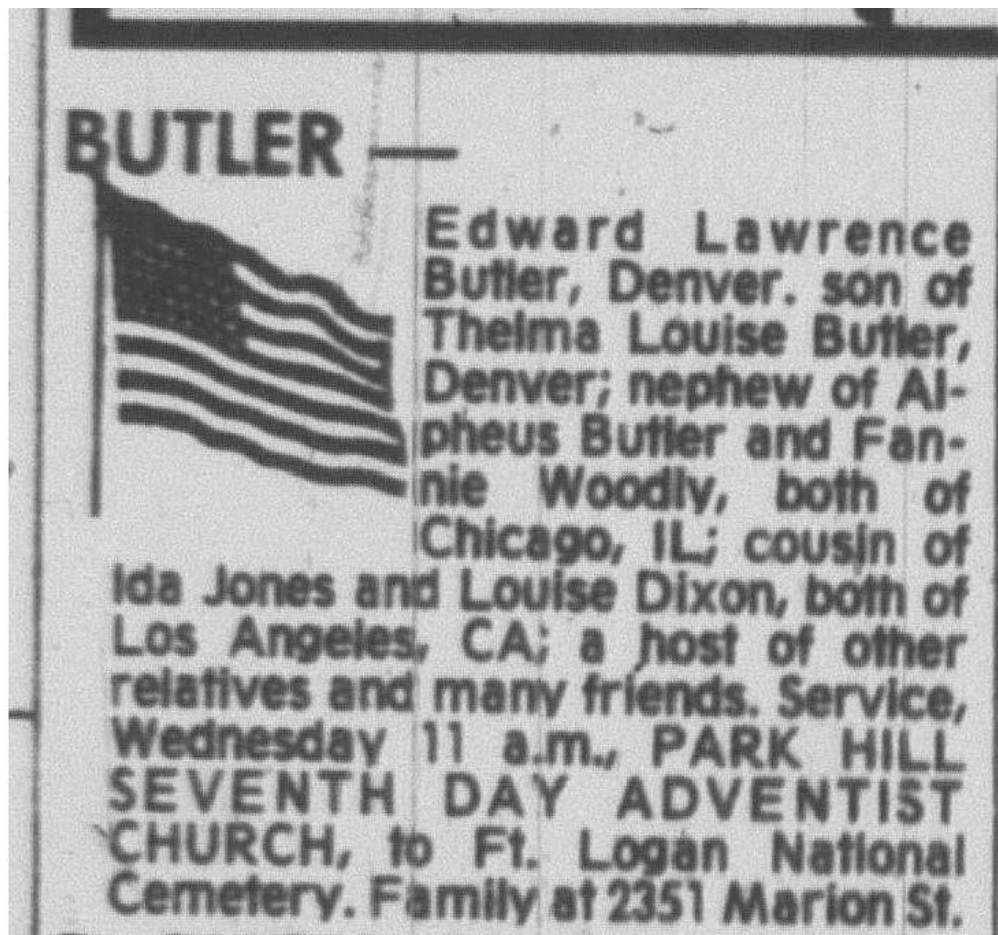 BUTLER —
Edward Lawrence
Butler, Denver. son of
Thelma Louise Butler,
Denver; nephew of Al-
pheus Butler and Fan-
nie Woodly, both of
Chicago, IL; cousin of
Ida Jones and Louise Dixon, both of
Los Angeles, CA; a host of other
relatives and many friends. Service,
Wednesday 11 a.m., PARK HILL
SEVENTH DAY ADVENTIST
CHURCH, to Ft. Logan National
Cemetery. Family at 2351 Marion St.